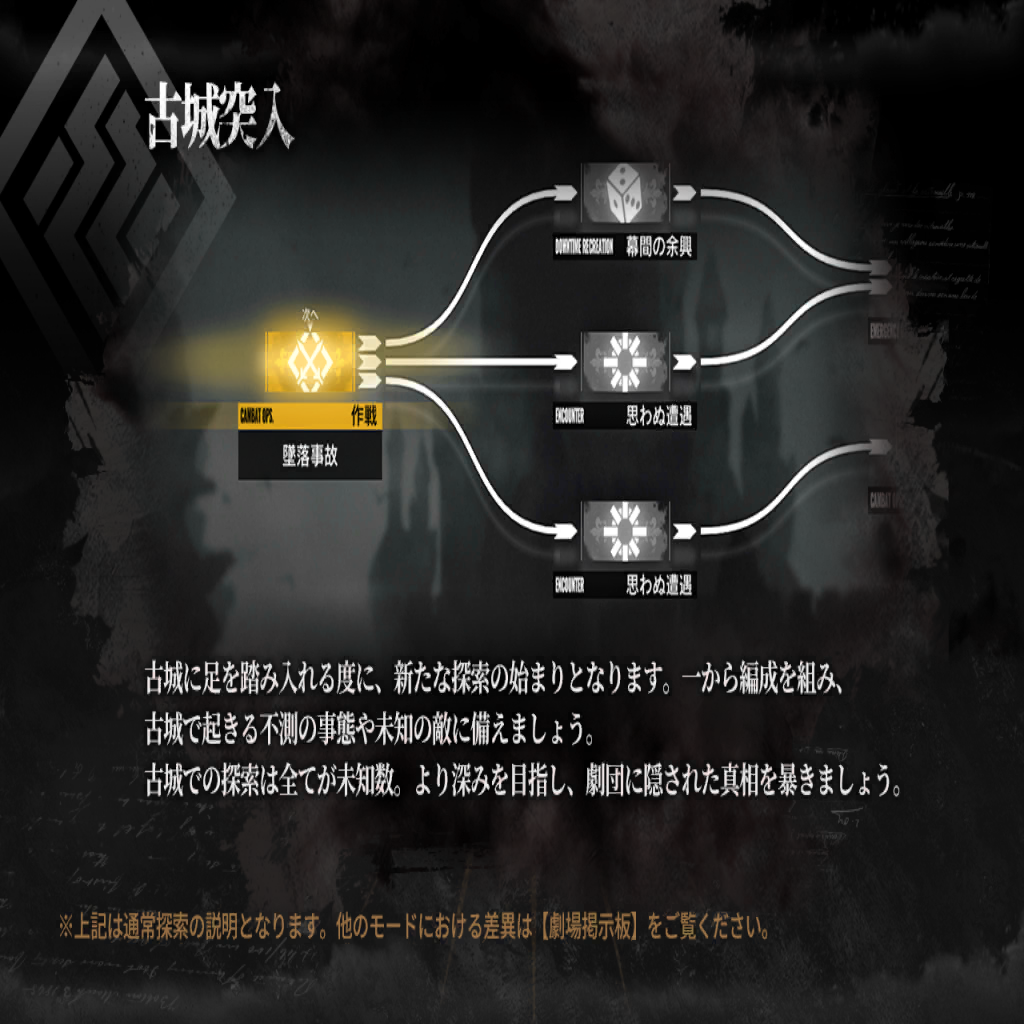 古城突入
DOWNTIME RECREATION 幕間の余興
次へ
CAMBAT OPS. 作戦
墜落事故
ENCOUNTER 思わぬ遭遇
ENCOUNTER 思わぬ遭遇
古城に足を踏み入れる度に、新たな探索の始まりとなります。一から編成を組み、
古城で起きる不測の事態や未知の敵に備えましょう。
古城での探索は全てが未知数。より深みを目指し、劇団に隠された真相を暴きましょう。
※上記は通常探索の説明となります。他のモードにおける差異は【劇場掲示板】をご覧ください。